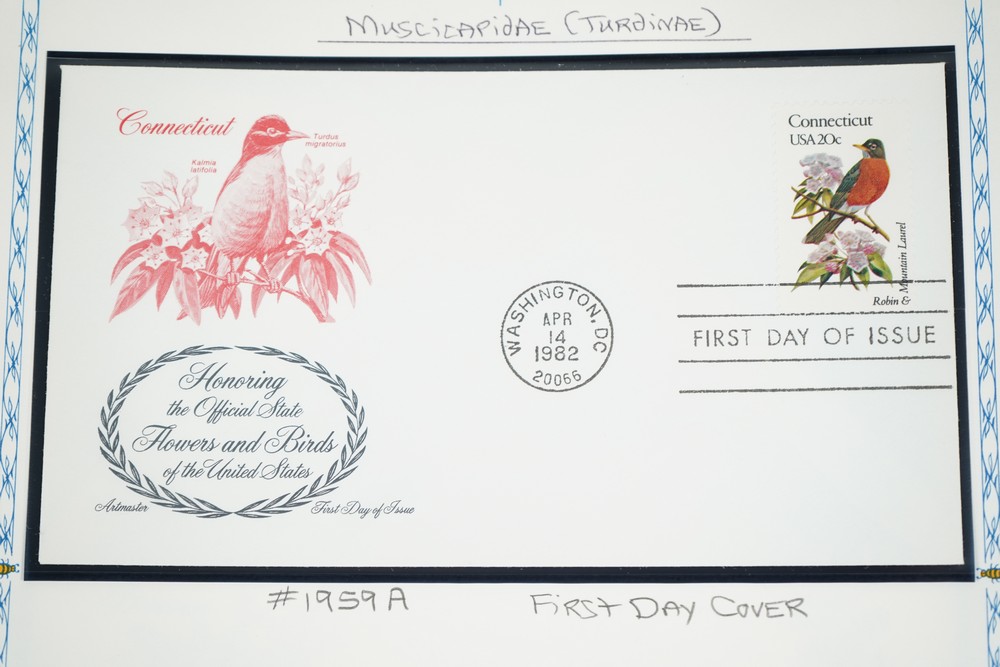 Muscicapidae (Turdinae)
Connecticut
Turdus
migratorius
Kalmia
latifolia
Connecticut
USA 20c
Robin & Mountain Laurel
WASHINGTON, DC
APR
14
1982
20066
FIRST DAY OF ISSUE
Honoring
the Official State
Flowers and Birds
of the United States
Artmaster
First Day of Issue
#1959A
First Day Cover